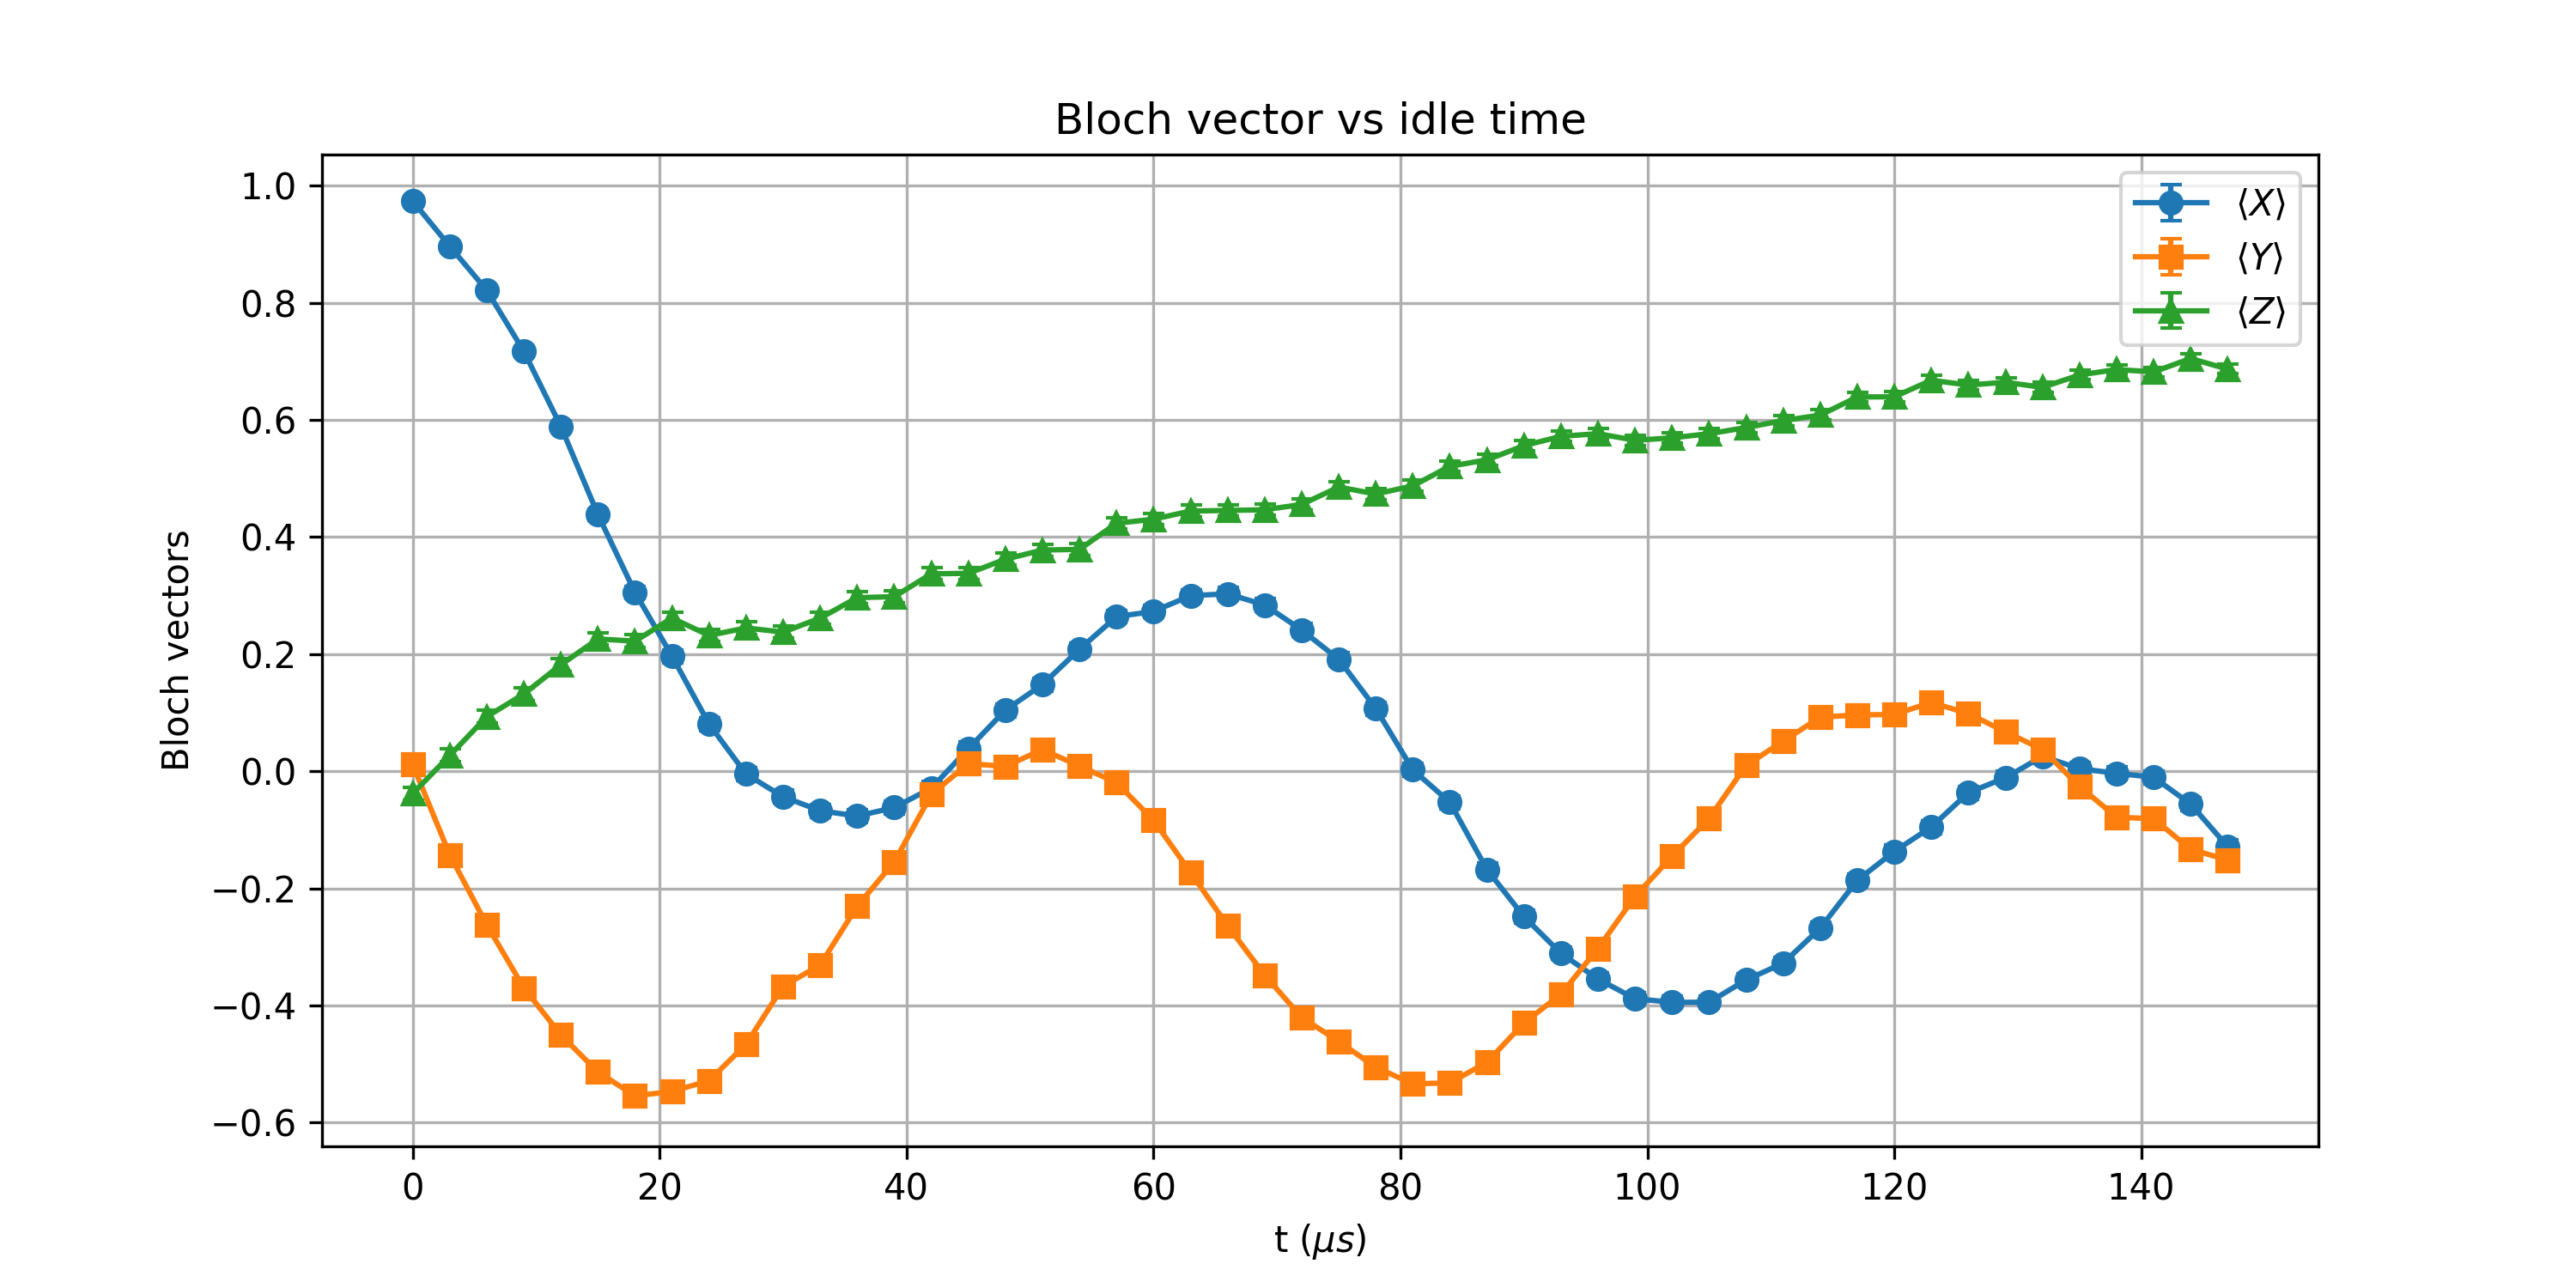 Bloch vector vs idle time
Bloch vectors
1.0
0.8
0.6
0.4
0.2
0.0
−0.2
−0.4
−0.6
⟨X⟩
⟨Y⟩
⟨Z⟩
0 20 40 60 80 100 120 140
t (μs)